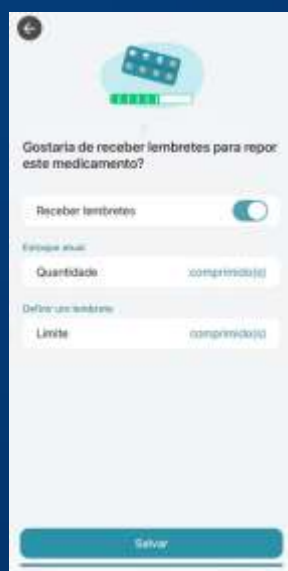 Gostaria de receber lembretes para repor
este medicamento?
Receber lembretes
Estoque atual
Quantidade comprimido(s)
Definir um lembrete
Limite comprimido(s)
Salvar